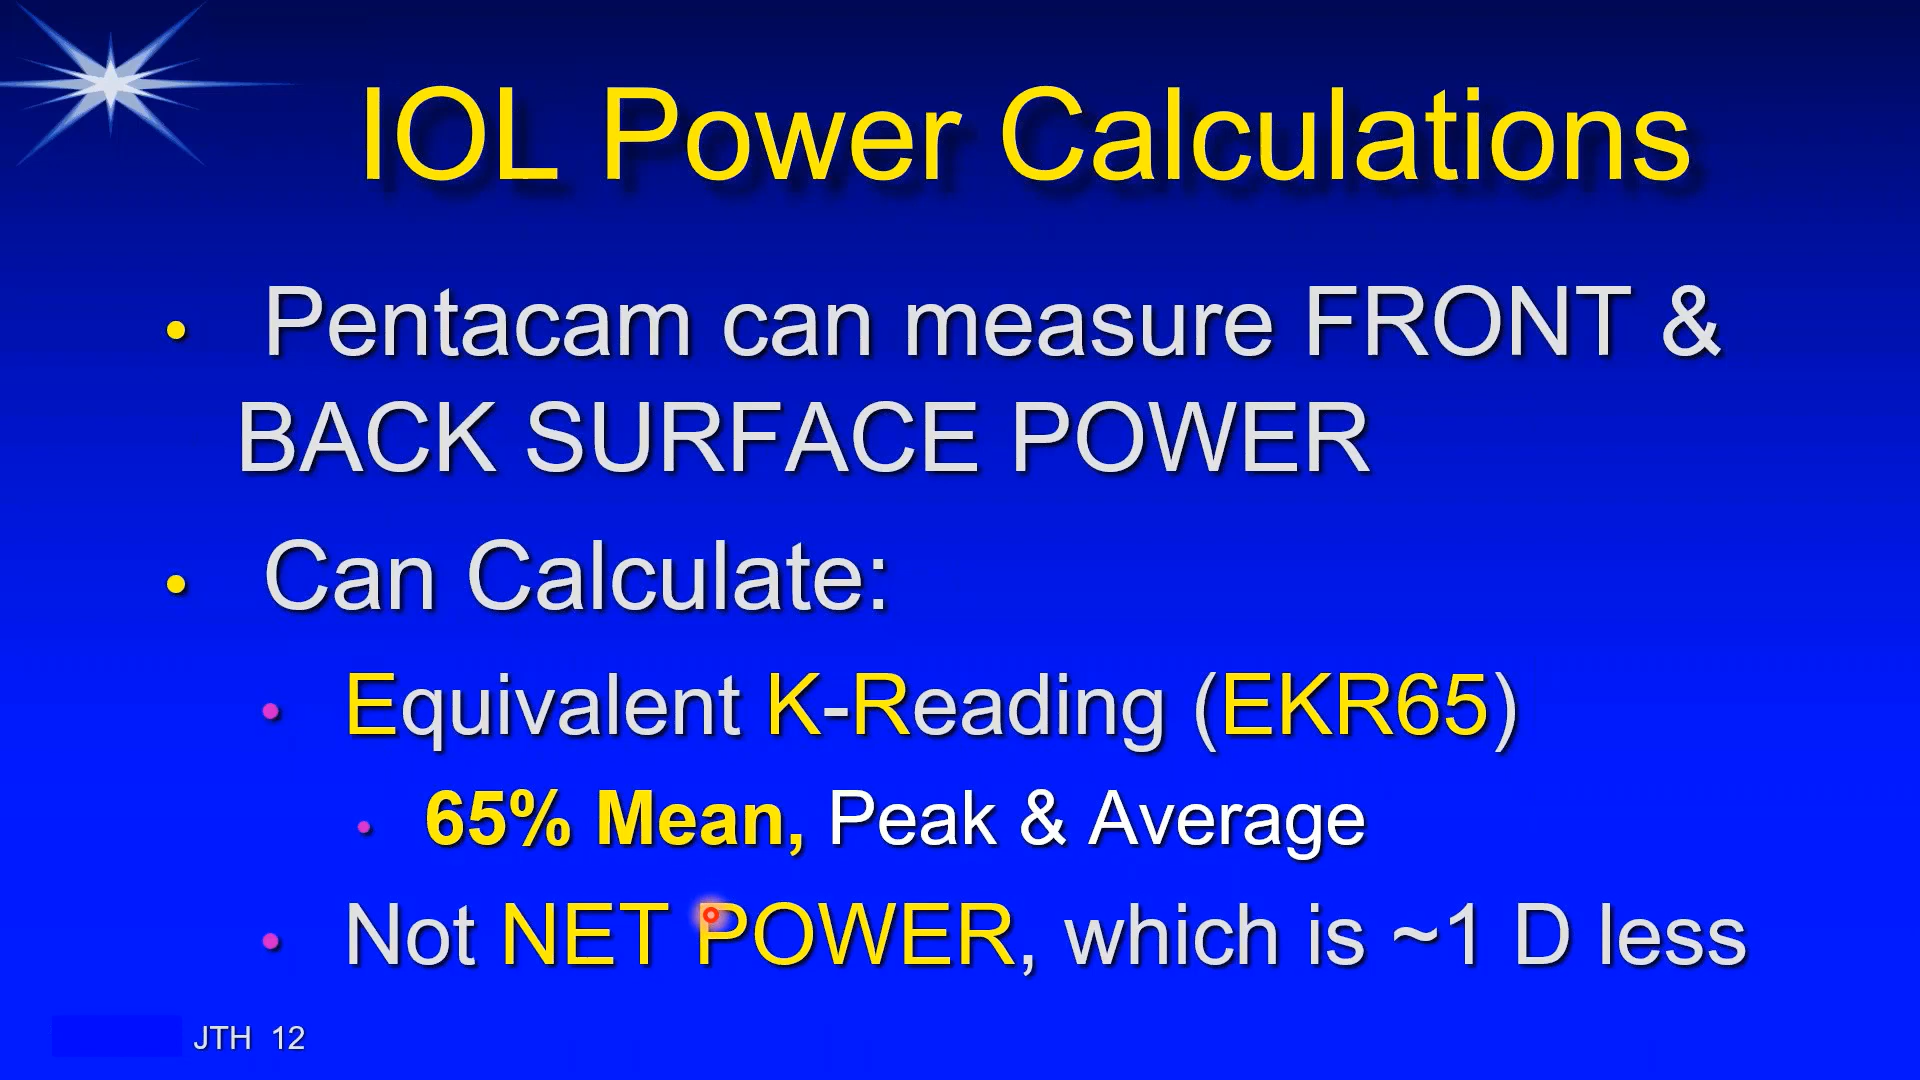 IOL Power Calculations
• Pentacam can measure FRONT &
BACK SURFACE POWER
• Can Calculate:
• Equivalent K-Reading (EKR65)
• 65% Mean, Peak & Average
• Not NET POWER, which is ~1 D less
JTH 12